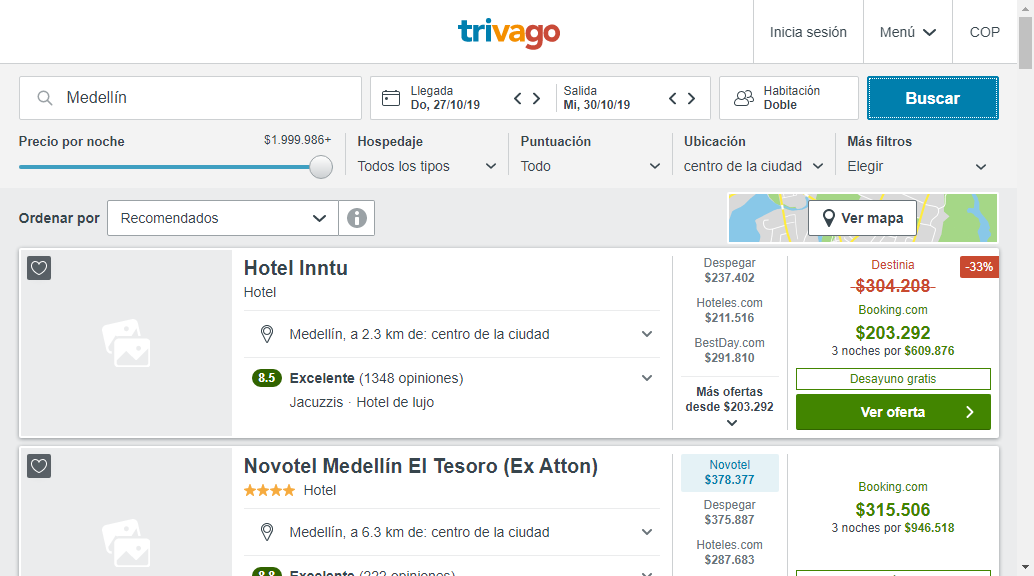 trivago
Inicia sesión
Menú
COP
Medellín
Llegada
Do, 27/10/19
Salida
Mi, 30/10/19
Habitación
Doble
Buscar
Precio por noche
$1.999.986+
Hospedaje
Todos los tipos
Puntuación
Todo
Ubicación
centro de la ciudad
Más filtros
Elegir
Ordenar por
Recomendados
Ver mapa
Hotel Inntu
Hotel
Medellín, a 2.3 km de: centro de la ciudad
8.5 Excelente (1348 opiniones)
Jacuzzis · Hotel de lujo
Despegar
$237.402
Hoteles.com
$211.516
BestDay.com
$291.810
Más ofertas
desde $203.292
Destinia
-33%
$304.208
Booking.com
$203.292
3 noches por $609.876
Desayuno gratis
Ver oferta
Novotel Medellín El Tesoro (Ex Atton)
Hotel
Medellín, a 6.3 km de: centro de la ciudad
8.8 Excelente (222 opiniones)
Novotel
$378.377
Despegar
$375.887
Hoteles.com
$287.683
Booking.com
$315.506
3 noches por $946.518